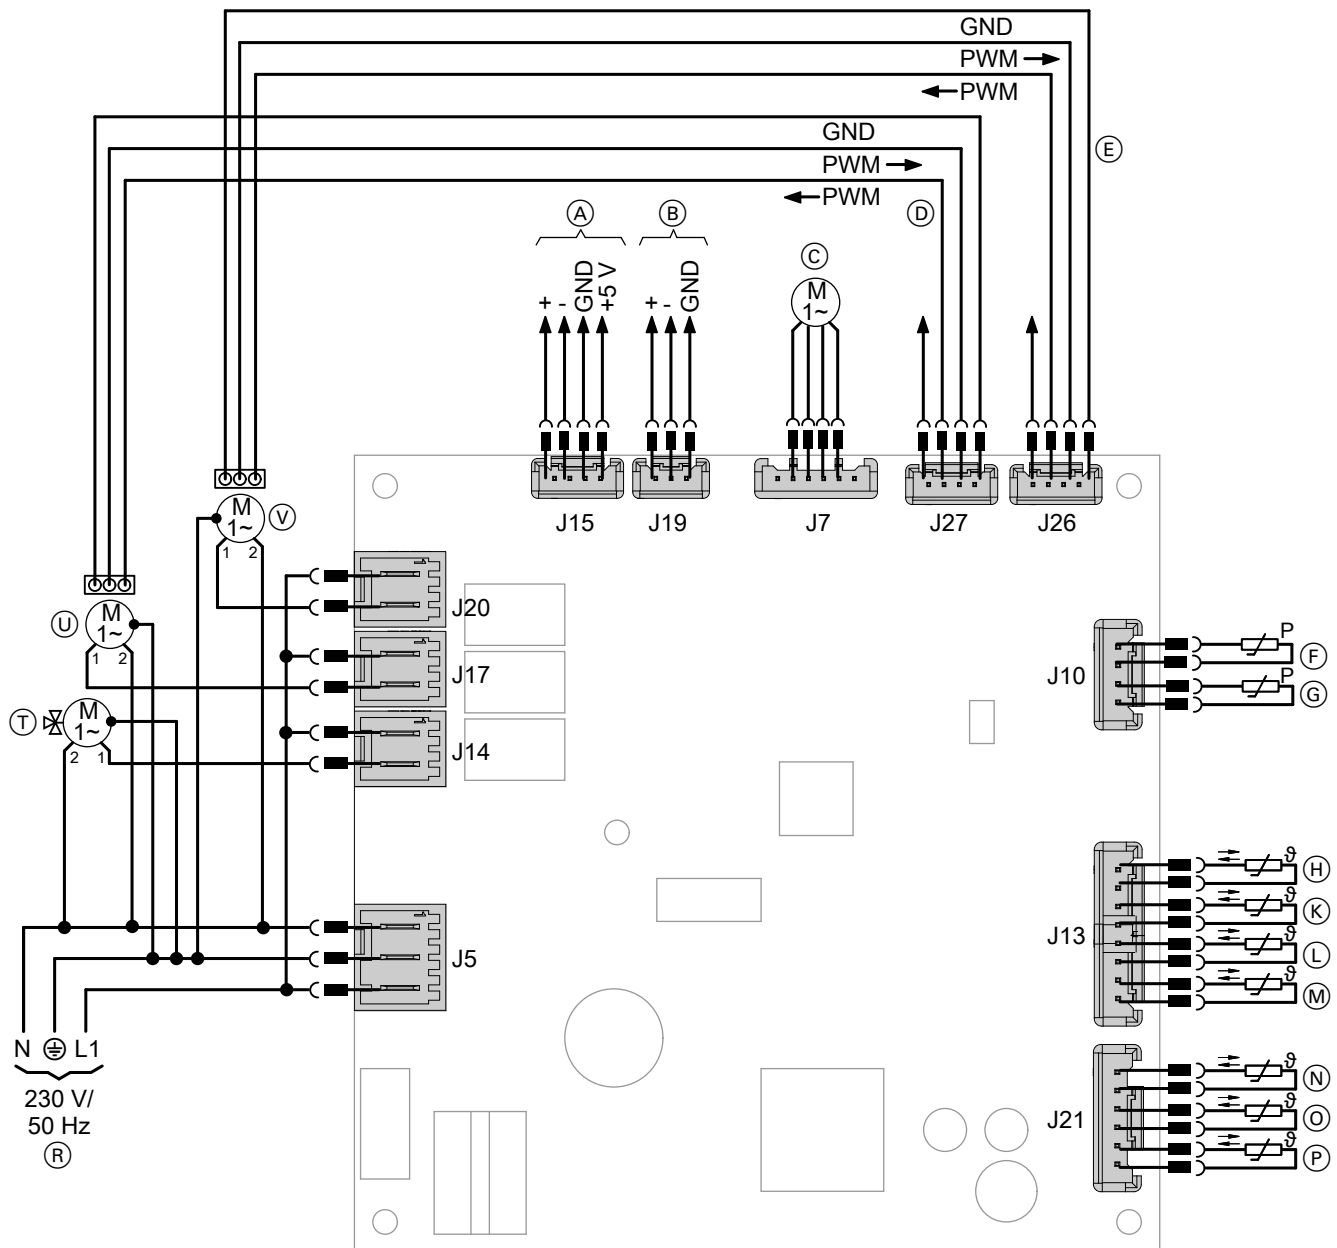 GND
PWM
PWM
E
GND
PWM
PWM
A
B
D
C
+ - GND +5 V
+ - GND
M
1~
J15
J19
J7
J27
J26
M
1~
V
1 2
J20
M
1~
U
1 2
J17
T
M
1~
2 1
J14
J10
P
F
P
G
J5
J13
ϑ
H
ϑ
K
ϑ
L
ϑ
M
N L1
230 V/
50 Hz
R
J21
ϑ
N
ϑ
O
ϑ
P